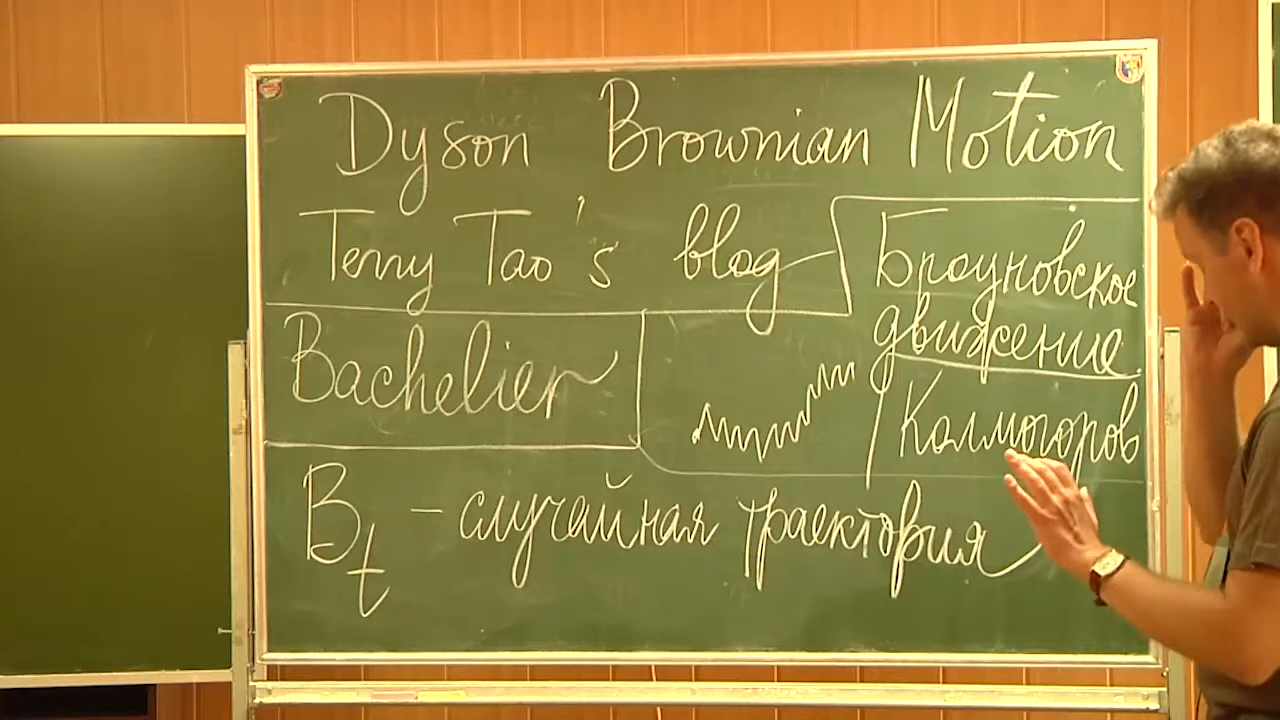 Dyson Brownian Motion
Terry Tao's blog
Броуновское
движение
Bachelier
Колмогоров
B_t – случайная траектория